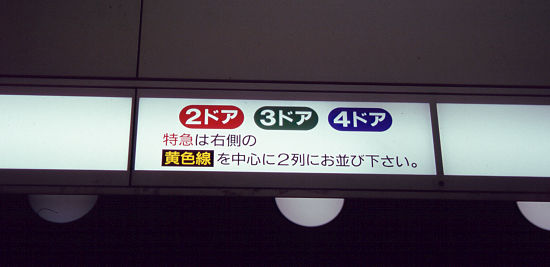 2ドア 3ドア 4ドア
特急は右側の
黄色線を中心に2列にお並び下さい。